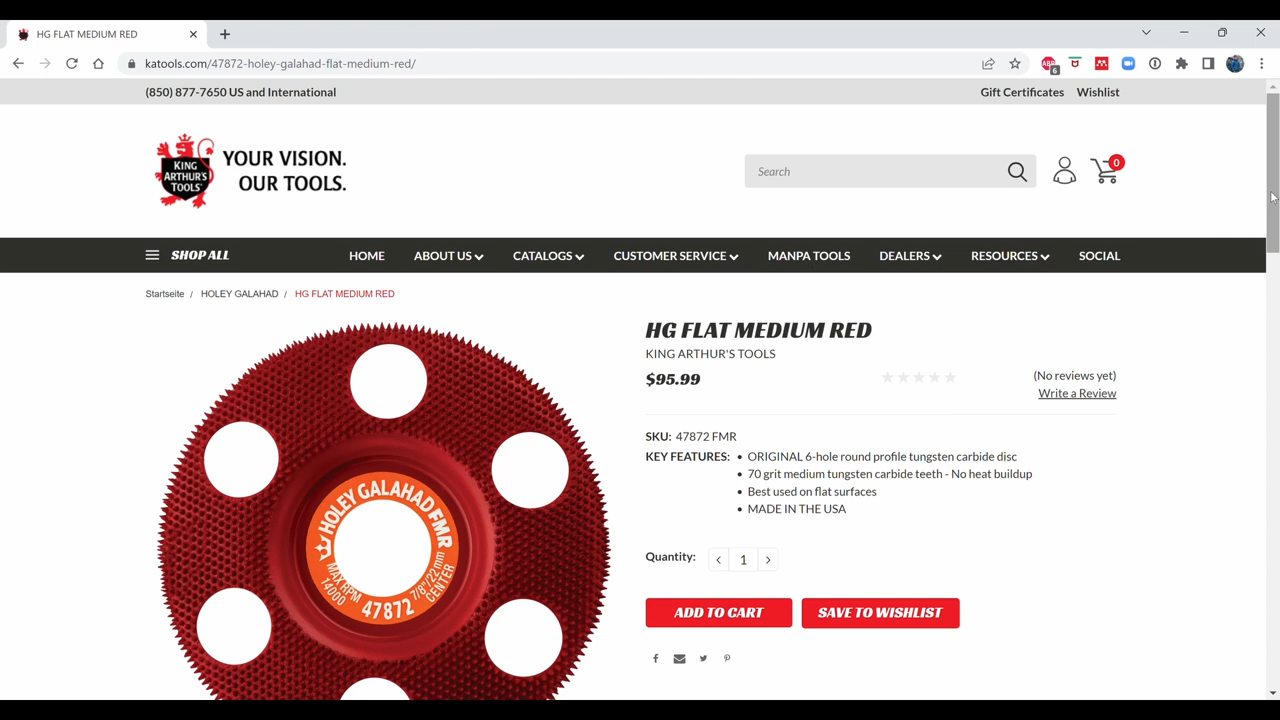 HG FLAT MEDIUM RED
katools.com/47872-holey-galahad-flat-medium-red/
ABP
6
(850) 877-7650 US and International
Gift Certificates Wishlist
KING ARTHUR'S TOOLS
YOUR VISION.
OUR TOOLS.
Search
0
SHOP ALL HOME ABOUT US CATALOGS CUSTOMER SERVICE MANPA TOOLS DEALERS RESOURCES SOCIAL
Startseite / HOLEY GALAHAD / HG FLAT MEDIUM RED
HG FLAT MEDIUM RED
KING ARTHUR'S TOOLS
$95.99
(No reviews yet)
Write a Review
SKU: 47872 FMR
KEY FEATURES: • ORIGINAL 6-hole round profile tungsten carbide disc
• 70 grit medium tungsten carbide teeth - No heat buildup
• Best used on flat surfaces
• MADE IN THE USA
Quantity: < 1 >
ADD TO CART SAVE TO WISHLIST
HOLEY GALAHAD FMR
MAX RPM
14000
47872
7/8"/22mm
CENTER